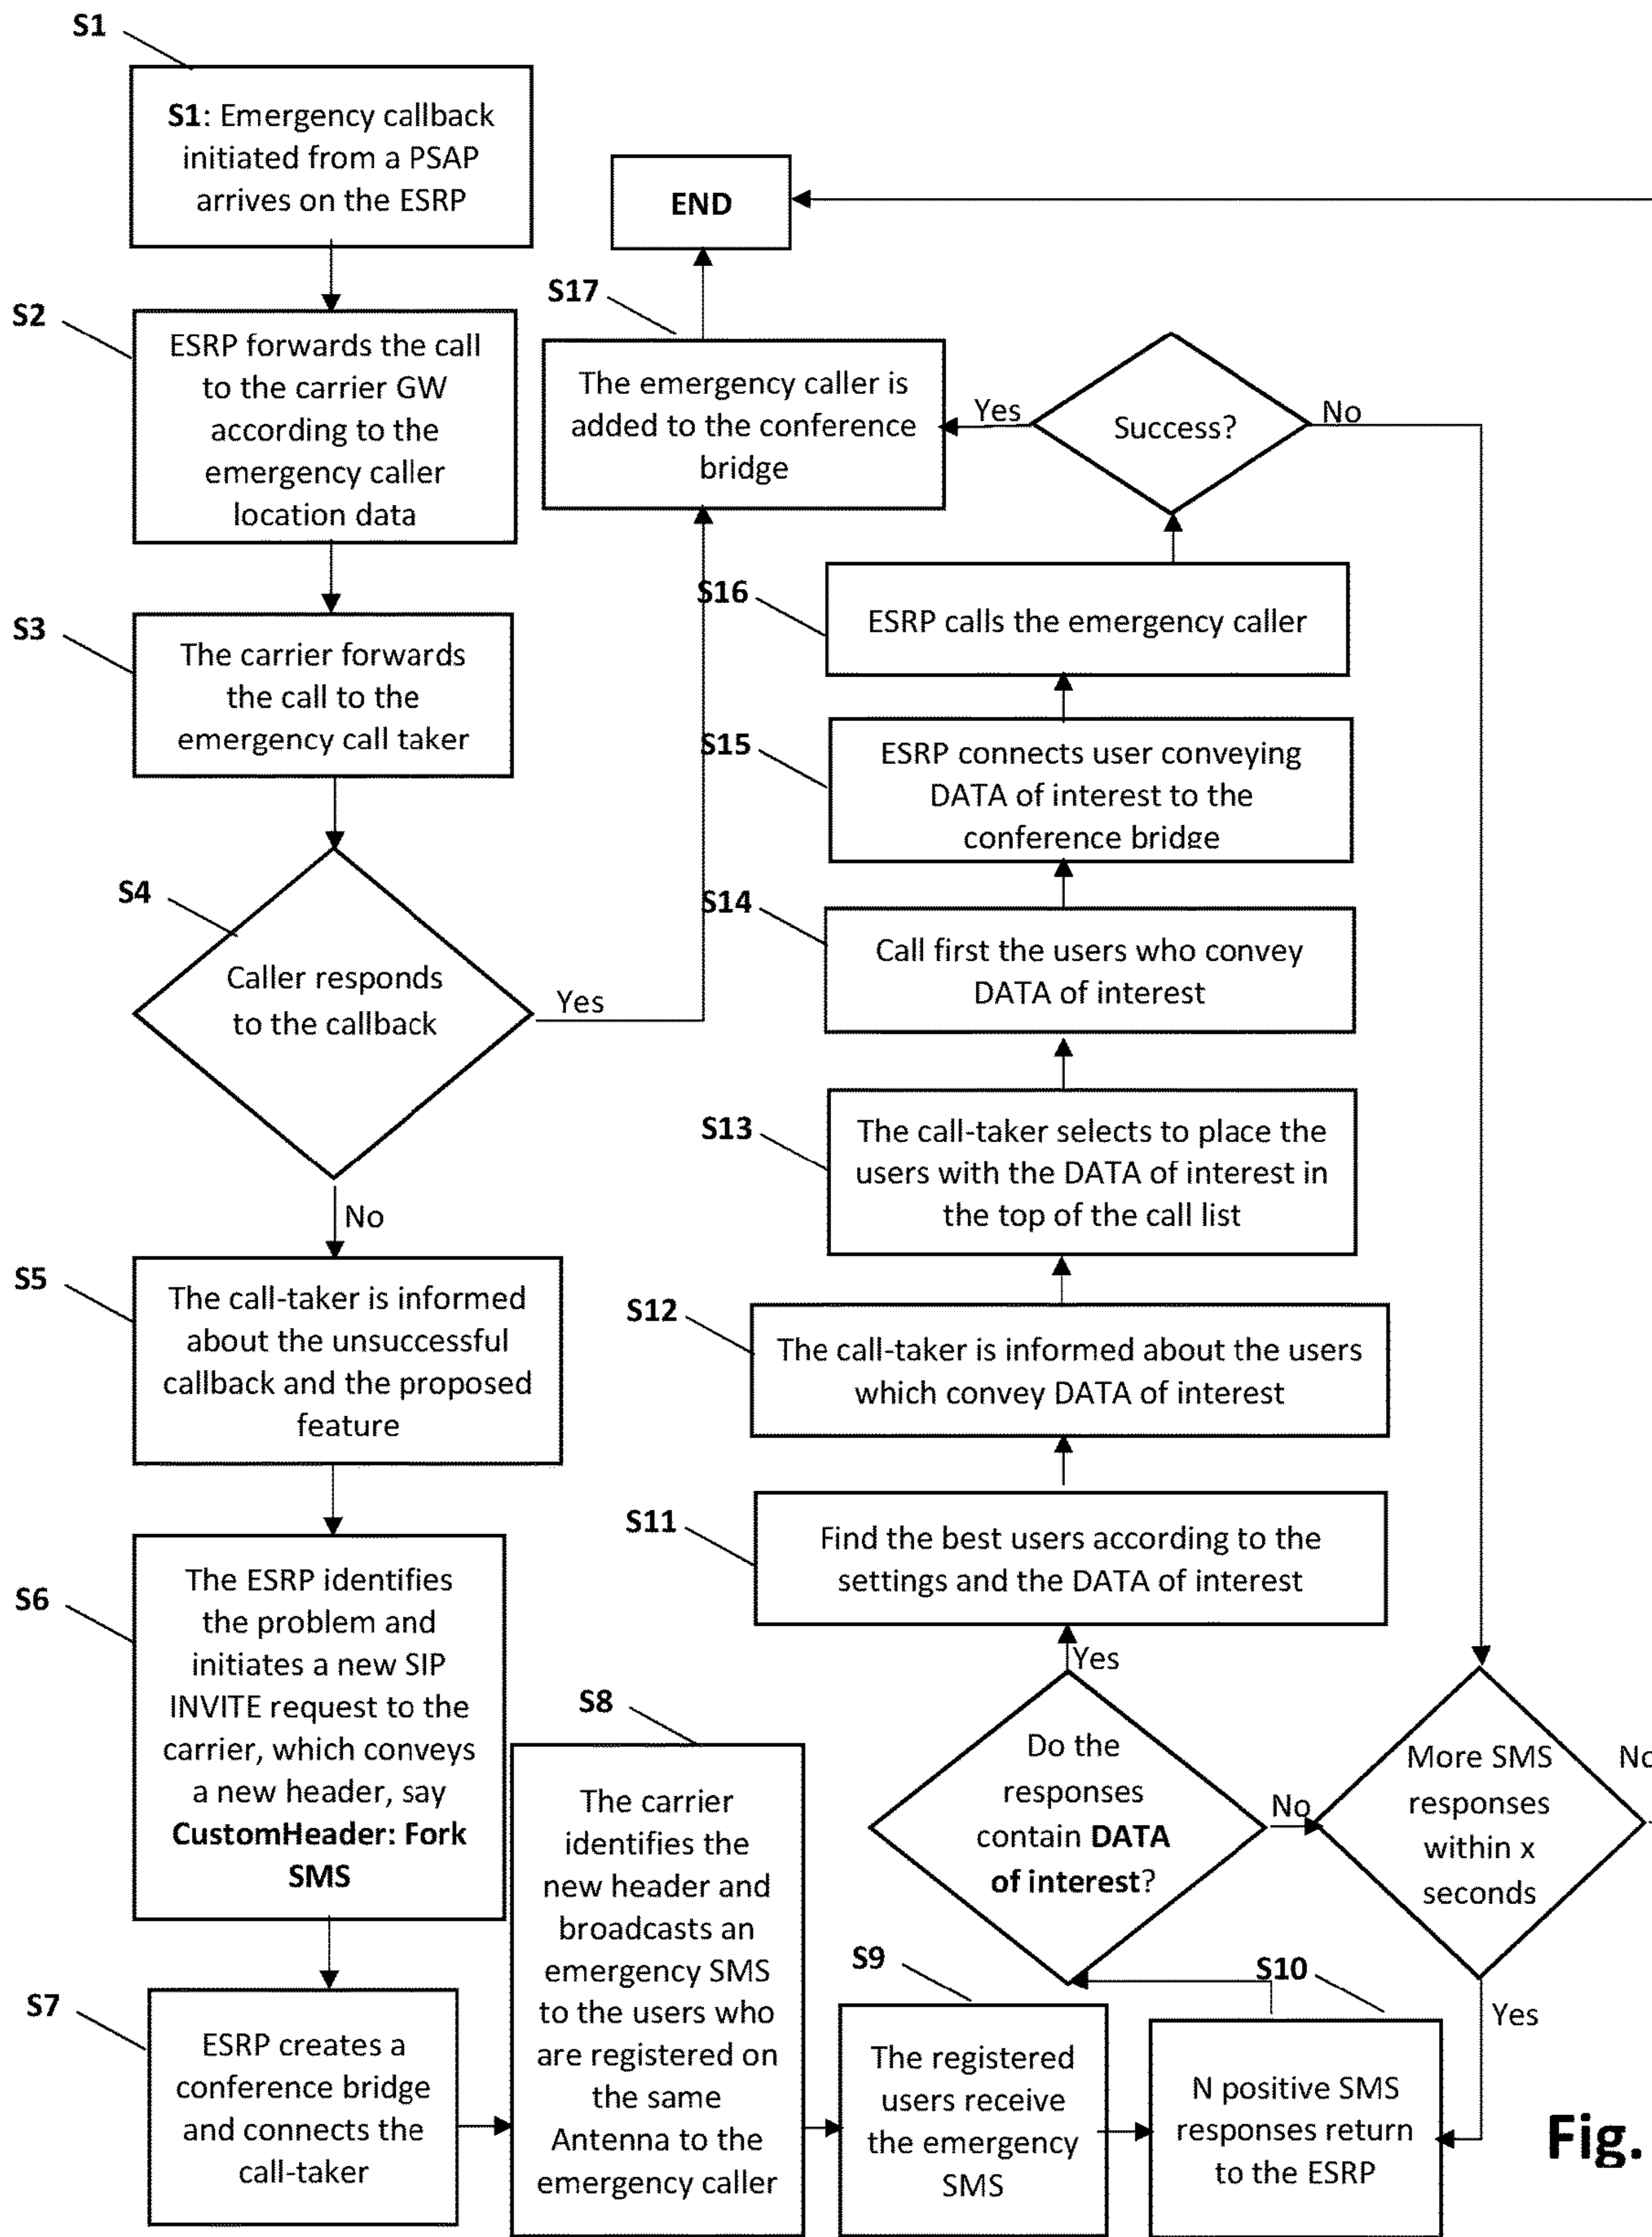 S1
S1: Emergency callback
initiated from a PSAP
arrives on the ESRP
END
S2
ESRP forwards the call
to the carrier GW
according to the
emergency caller
location data
S17
The emergency caller is
added to the conference
bridge
Yes
Success?
No
S3
The carrier forwards
the call to the
emergency call taker
S16
ESRP calls the emergency caller
S15
ESRP connects user conveying
DATA of interest to the
conference bridge
S4
Caller responds
to the callback
Yes
No
S14
Call first the users who convey
DATA of interest
S13
The call-taker selects to place the
users with the DATA of interest in
the top of the call list
S5
The call-taker is informed
about the unsuccessful
callback and the proposed
feature
S12
The call-taker is informed about the users
which convey DATA of interest
S11
Find the best users according to the
settings and the DATA of interest
S6
The ESRP identifies
the problem and
initiates a new SIP
INVITE request to the
carrier, which conveys
a new header, say
CustomHeader: Fork
SMS
Yes
Do the
responses
contain DATA
of interest?
No
More SMS
responses
within x
seconds
No
Yes
S7
ESRP creates a
conference bridge
and connects the
call-taker
S8
The carrier
identifies the
new header and
broadcasts an
emergency SMS
to the users who
are registered on
the same
Antenna to the
emergency caller
S9
The registered
users receive
the emergency
SMS
S10
N positive SMS
responses return
to the ESRP
Fig.